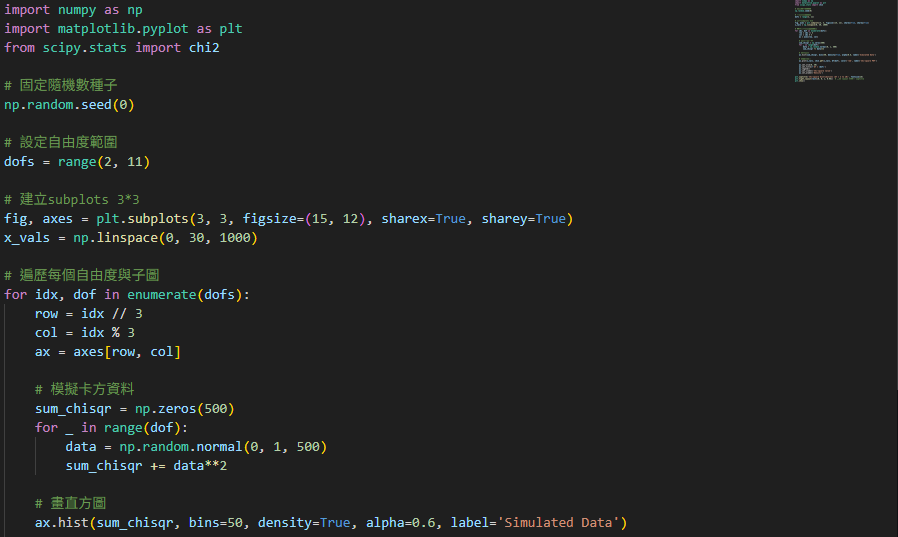 import numpy as np
import matplotlib.pyplot as plt
from scipy.stats import chi2
# 固定隨機數種子
np.random.seed(0)
# 設定自由度範圍
dofs = range(2, 11)
# 建立subplots 3*3
fig, axes = plt.subplots(3, 3, figsize=(15, 12), sharex=True, sharey=True)
x_vals = np.linspace(0, 30, 1000)
# 遍歷每個自由度與子圖
for idx, dof in enumerate(dofs):
    row = idx // 3
    col = idx % 3
    ax = axes[row, col]
    # 模擬卡方資料
    sum_chisqr = np.zeros(500)
    for _ in range(dof):
        data = np.random.normal(0, 1, 500)
        sum_chisqr += data**2
    # 畫直方圖
    ax.hist(sum_chisqr, bins=50, density=True, alpha=0.6, label='Simulated Data')